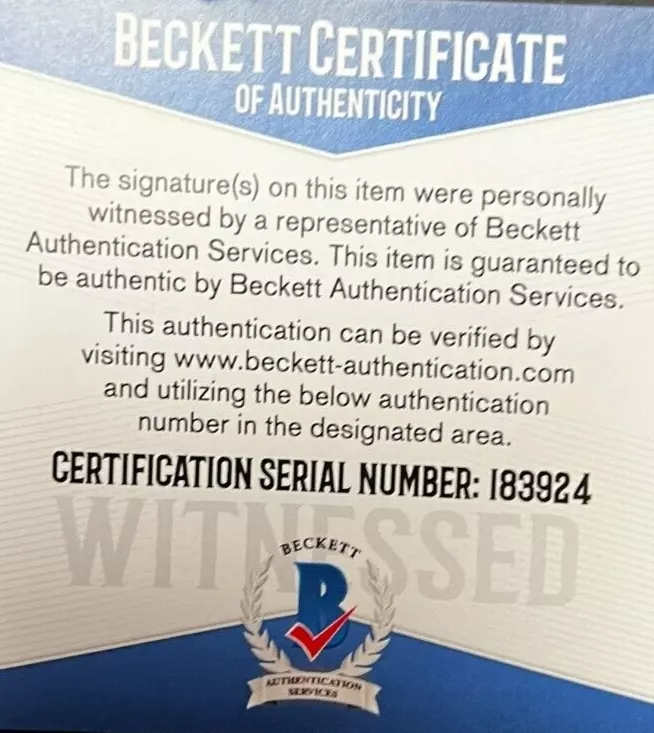 BECKETT CERTIFICATE
OF AUTHENTICITY
The signature(s) on this item were personally
witnessed by a representative of Beckett
Authentication Services. This item is guaranteed to
be authentic by Beckett Authentication Services.
This authentication can be verified by
visiting www.beckett-authentication.com
and utilizing the below authentication
number in the designated area.
CERTIFICATION SERIAL NUMBER: I83924
WITNESSED
BECKETT
B
AUTHENTICATION
SERVICES